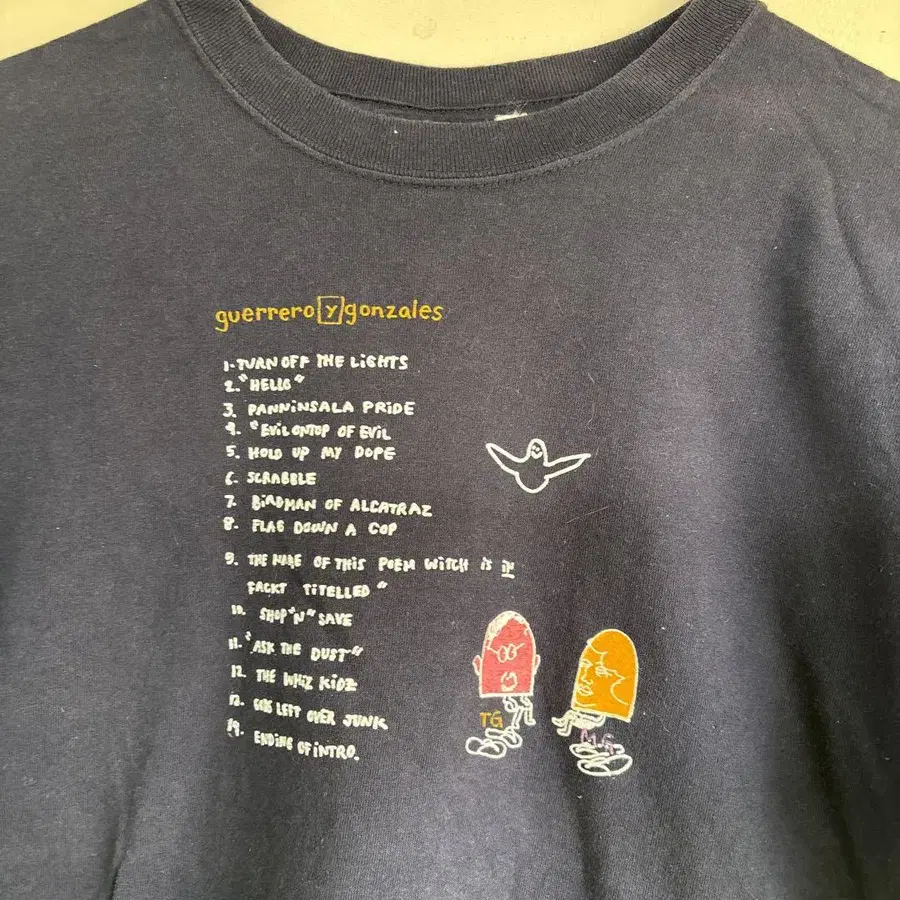 guerrero y gonzales
1. TURN OFF THE LIGHTS
2. "HELLO"
3. PANNINSALA PRIDE
4. "EVIL ONTOP OF EVIL
5. HOLD UP MY DOPE
6. SCRABBLE
7. BIRDMAN OF ALCATRAZ
8. FLAG DOWN A COP
9. THE NAME OF THIS POEM WITCH IS IN
FACKT TITELLED "
10. SHOP "N" SAVE
11. "ASK THE DUST"
12. THE WHIZ KIDZ
13. LEFT OVER JUNK
14. ENDING OF INTRO.
TG
M.G.